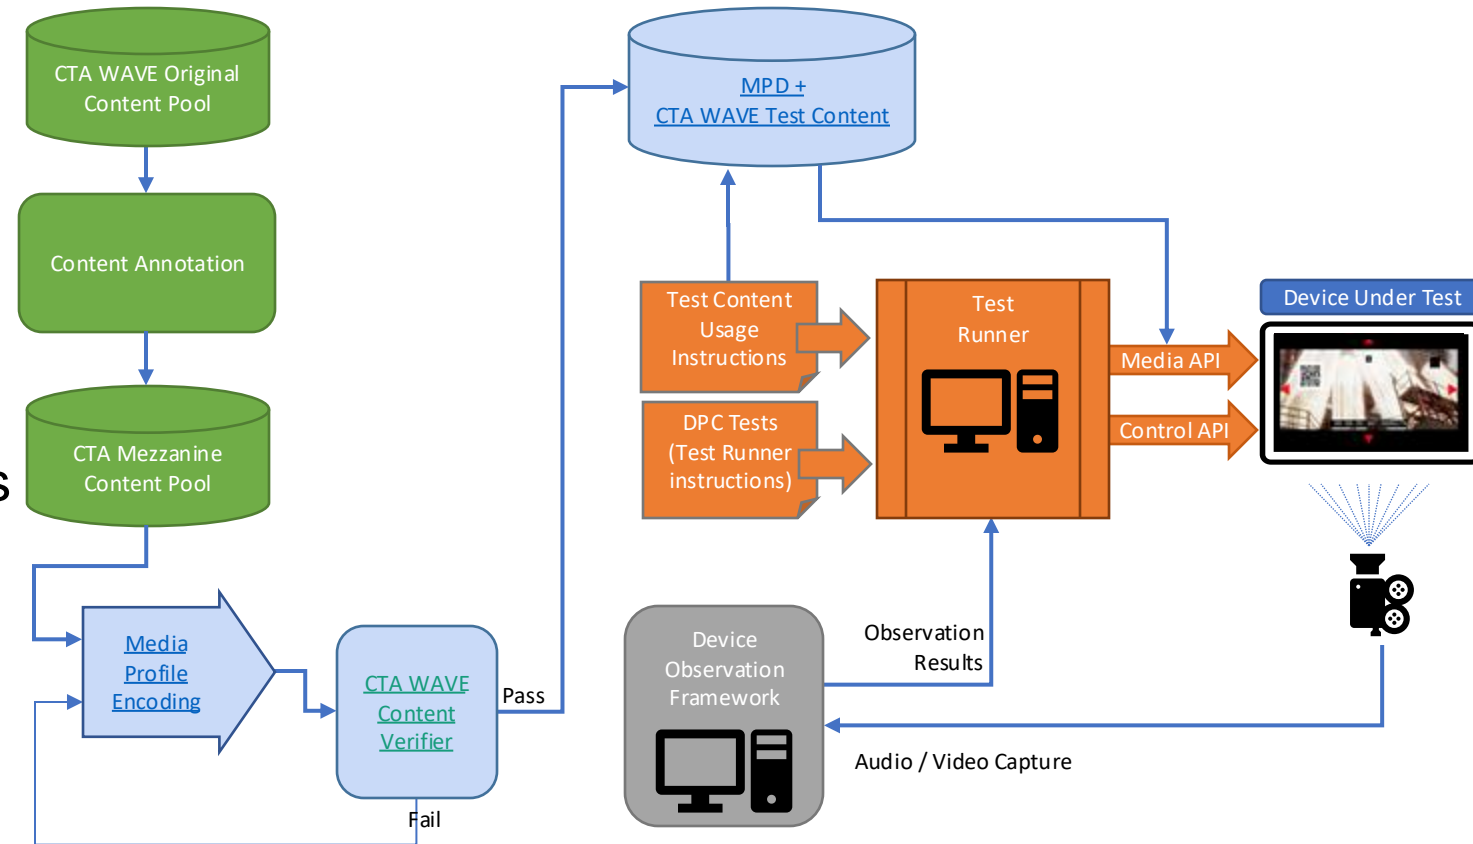 CTA WAVE Original
Content Pool
Content Annotation
CTA Mezzanine
Content Pool
s
Media
Profile
Encoding
CTA WAVE
Content
Verifier
Pass
Fail
MPD +
CTA WAVE Test Content
Test Content
Usage
Instructions
DPC Tests
(Test Runner
instructions)
Test
Runner
Media API
Control API
Device Under Test
Device
Observation
Framework
Observation
Results
Audio / Video Capture